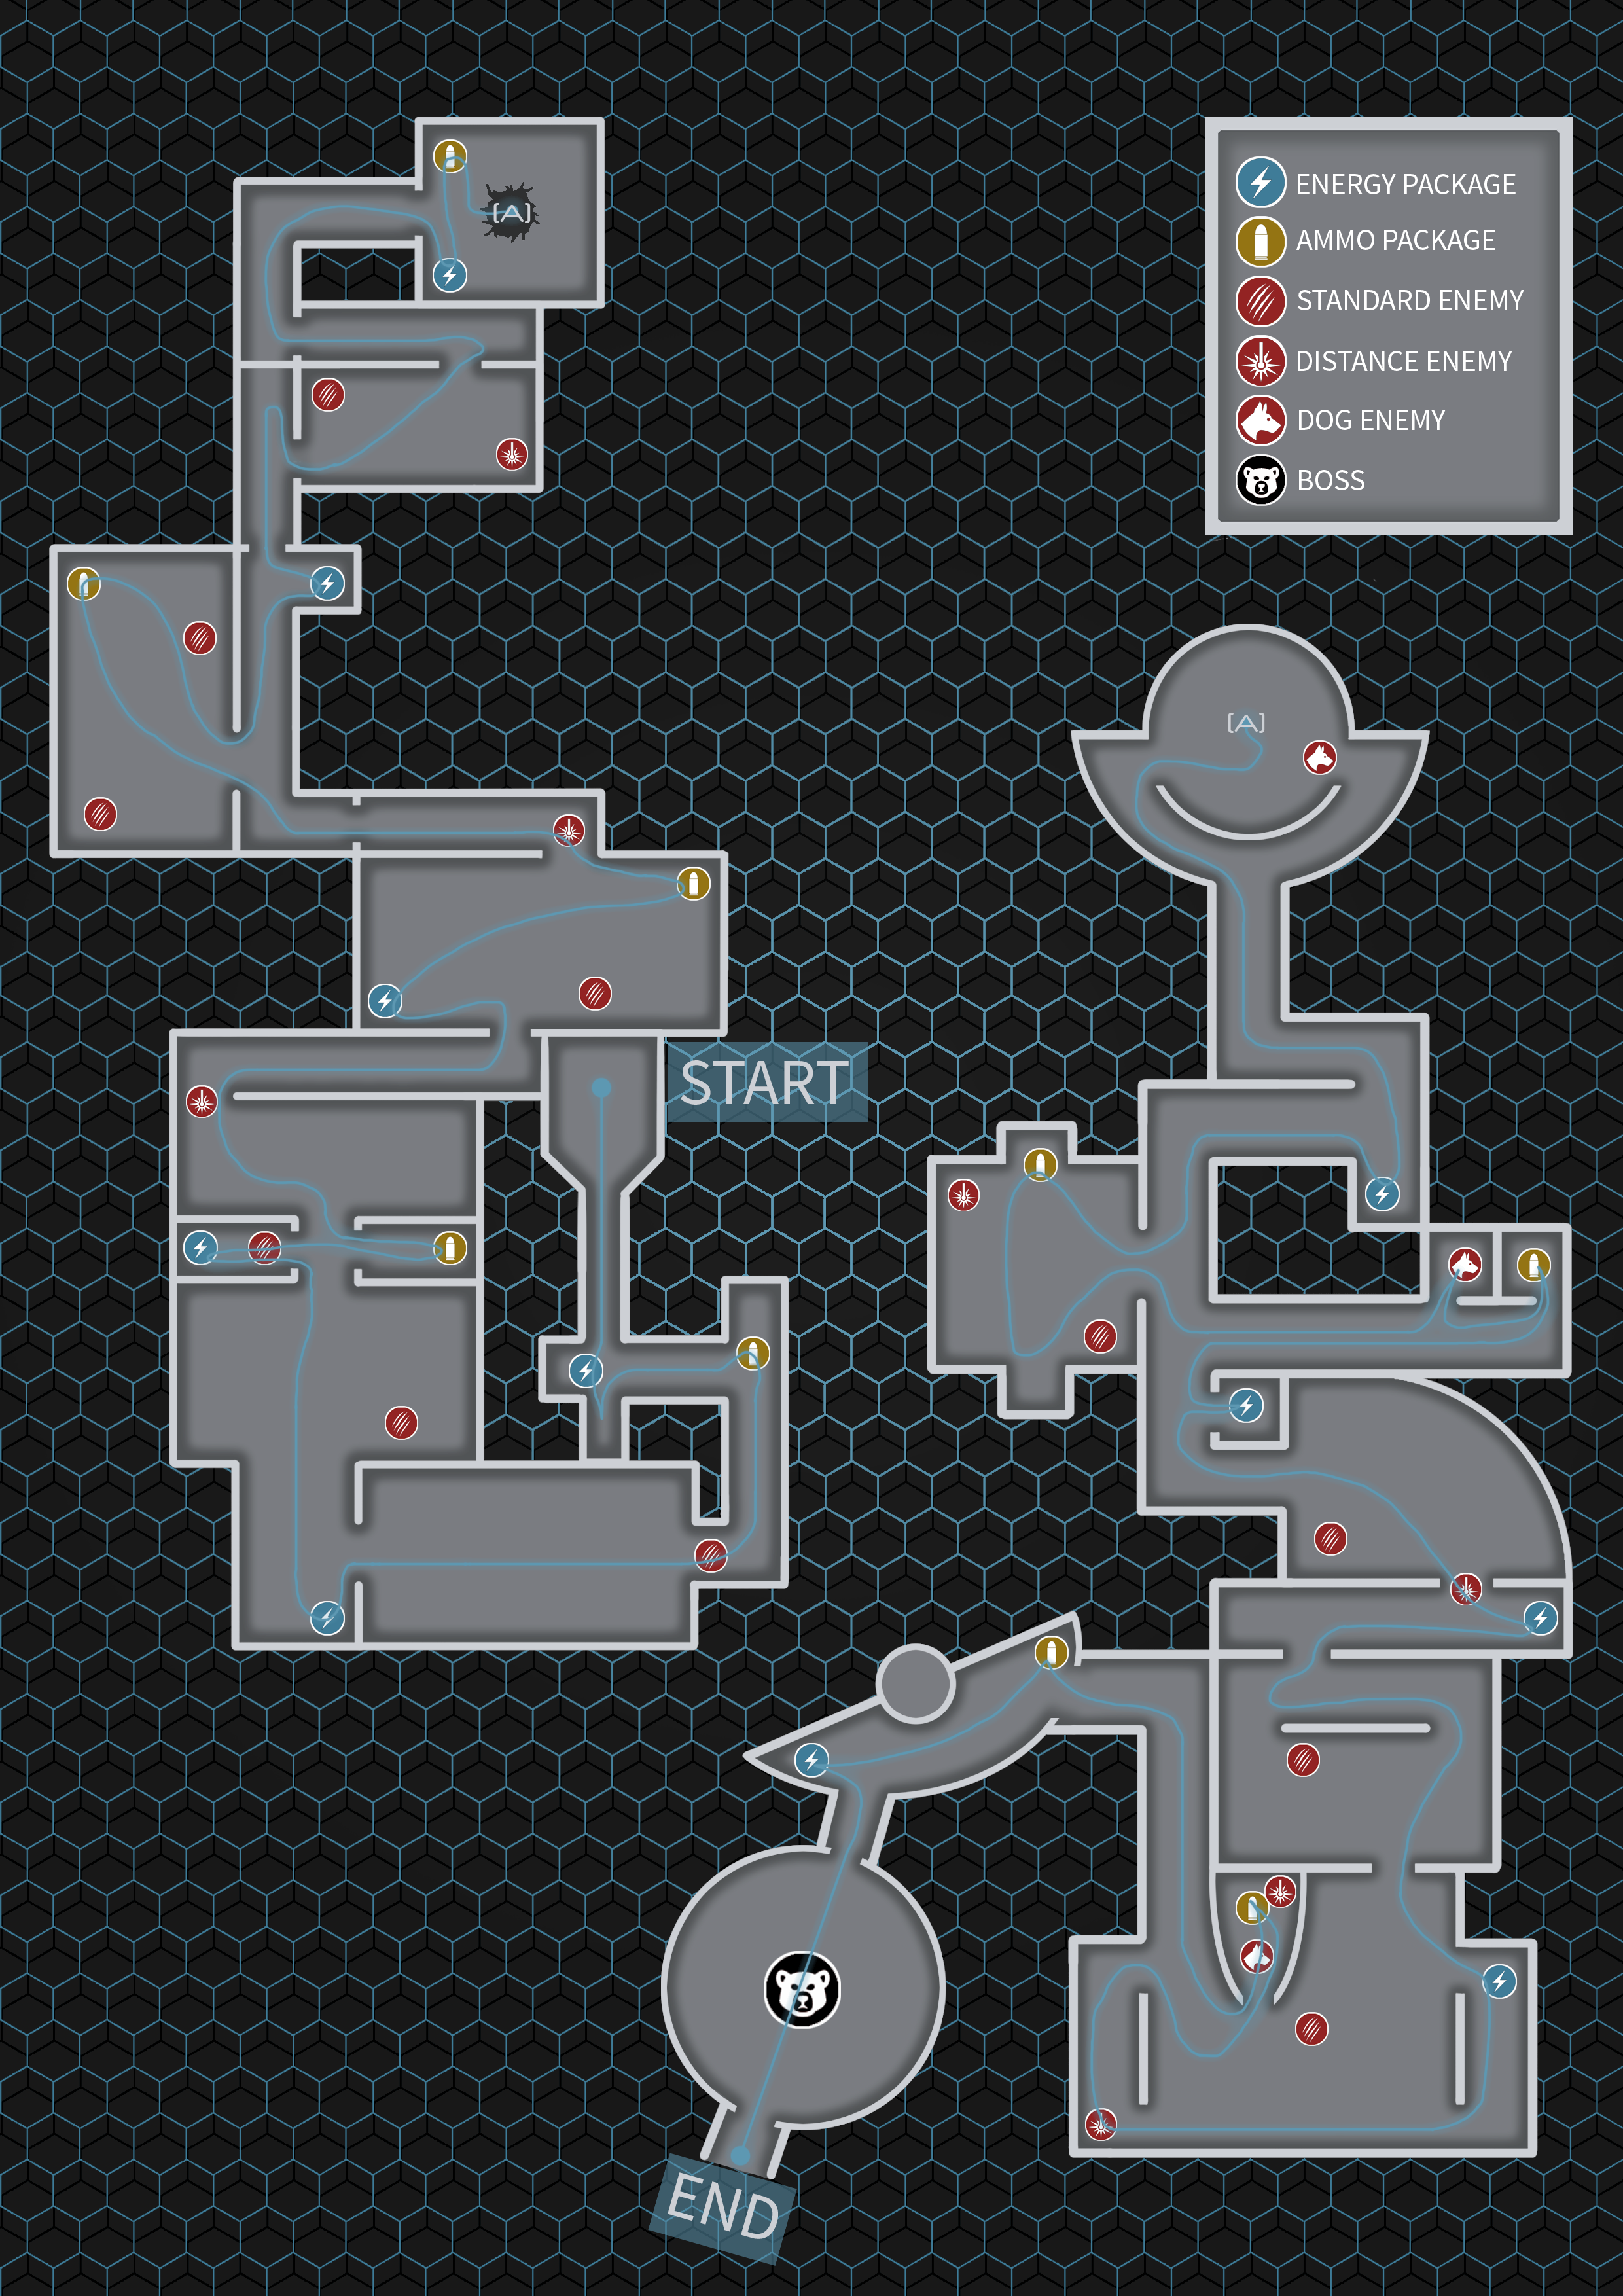 [A]
ENERGY PACKAGE
AMMO PACKAGE
STANDARD ENEMY
DISTANCE ENEMY
DOG ENEMY
BOSS
[A]
START
END